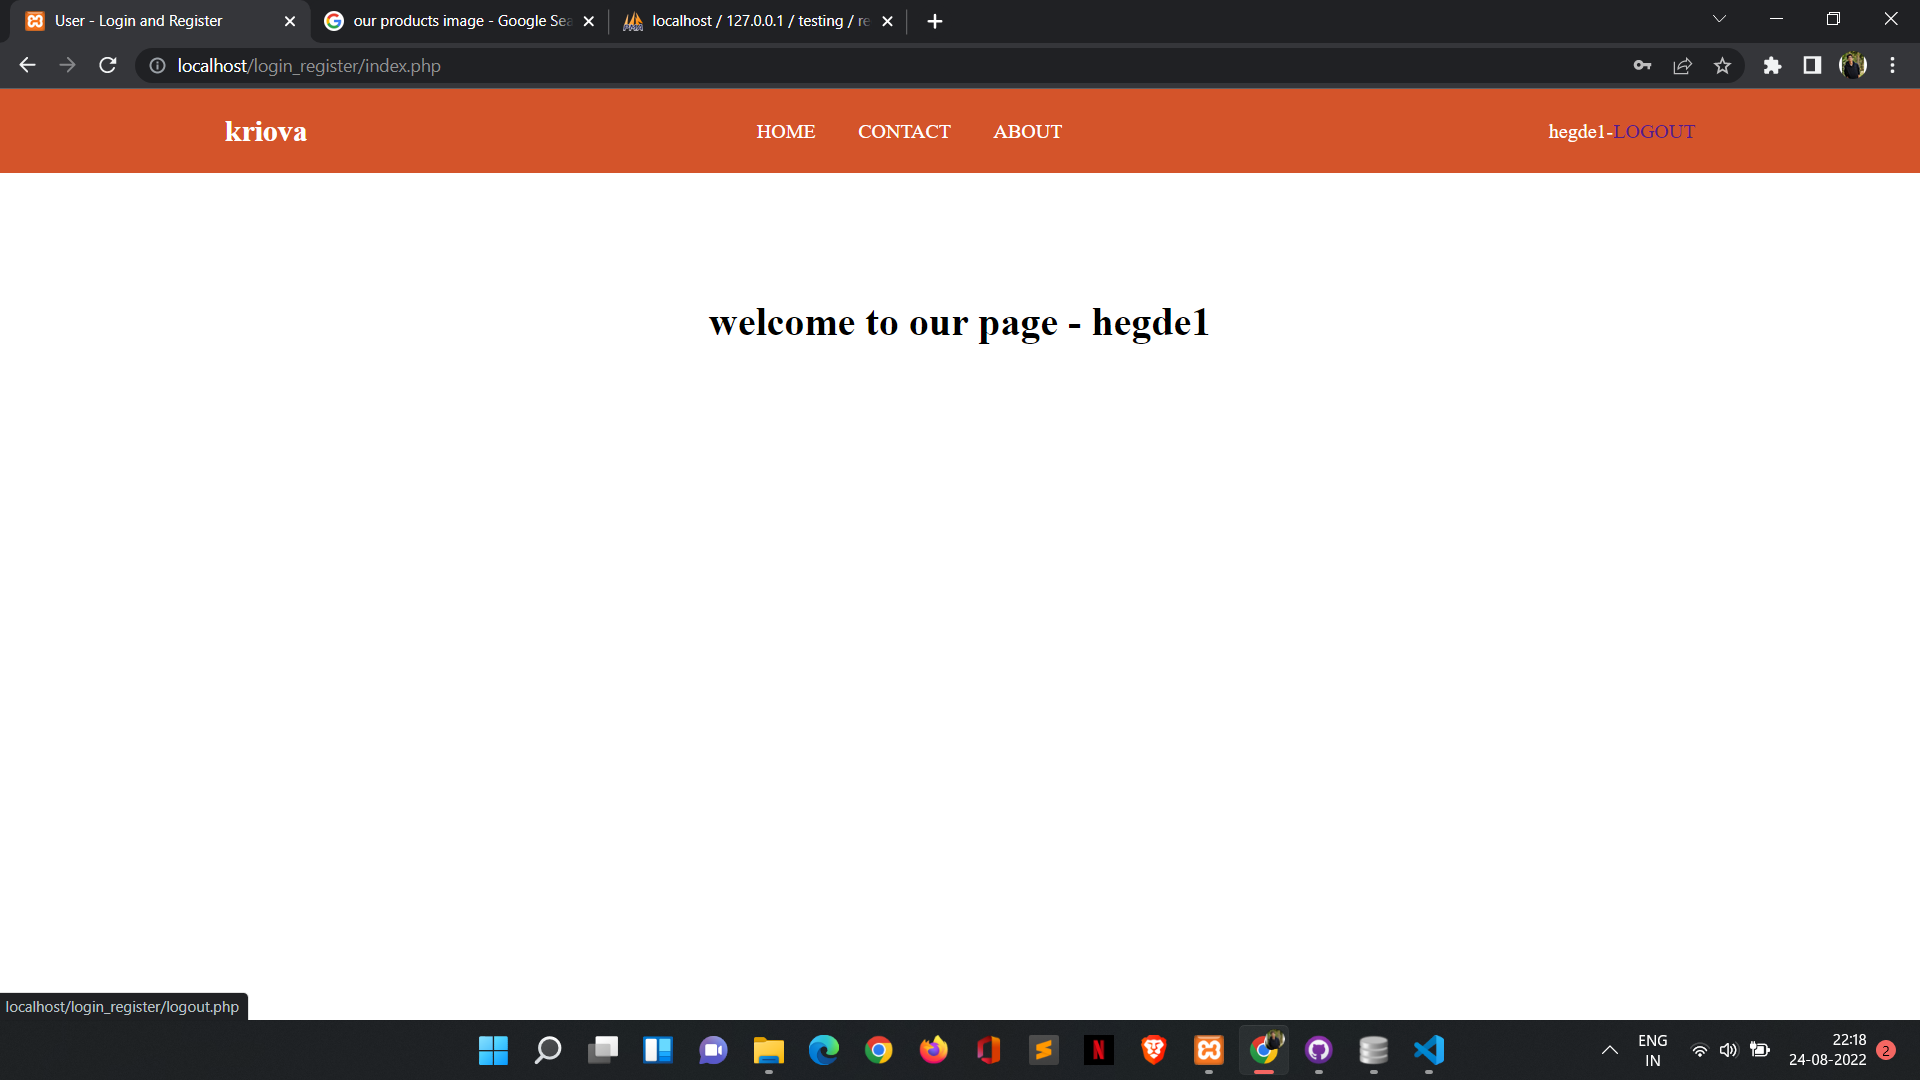 User - Login and Register
our products image - Google Sea
localhost / 127.0.0.1 / testing / re
localhost/login_register/index.php
kriova
HOME CONTACT ABOUT
hegde1-LOGOUT
welcome to our page - hegde1
localhost/login_register/logout.php
ENG
IN
22:18
24-08-2022
2